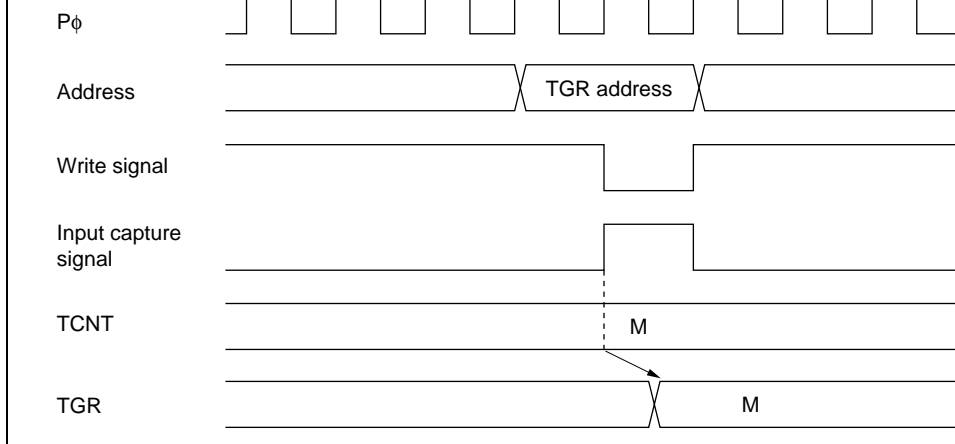 Pϕ
Address
TGR address
Write signal
Input capture
signal
TCNT
M
TGR
M